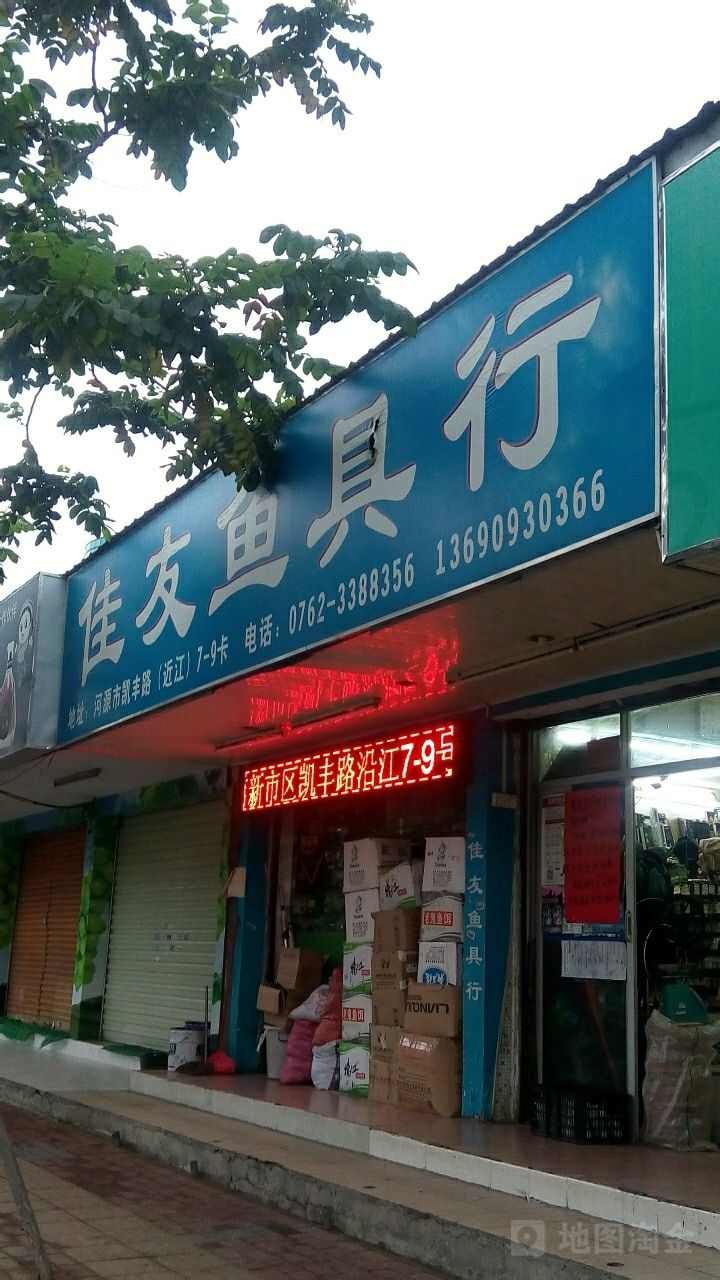 佳友鱼具行
地址：河源市凯丰路（近江）7-9卡 电话：0762-3388356 13690930366
新市区凯丰路沿江7-9号
佳友鱼具行
地图淘金